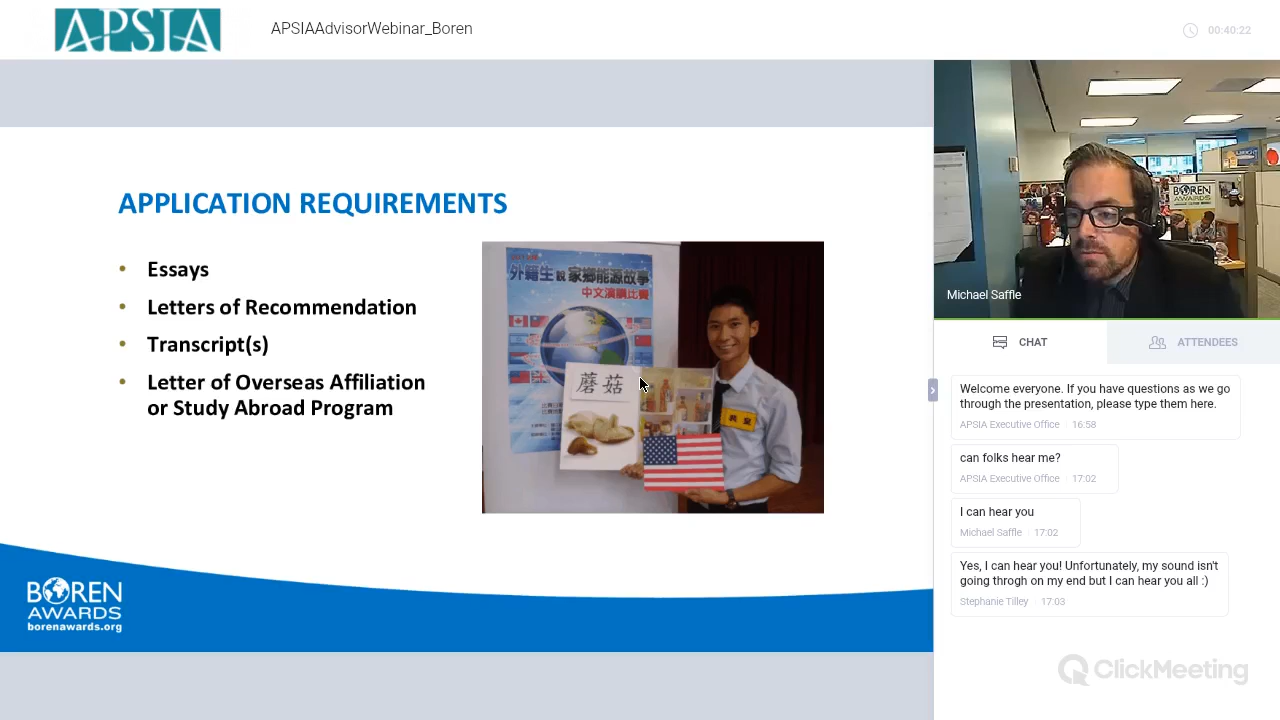 APSIA
APSIAAdvisorWebinar_Boren
00:40:22
APPLICATION REQUIREMENTS
• Essays
• Letters of Recommendation
• Transcript(s)
• Letter of Overseas Affiliation
or Study Abroad Program
外籍生說家鄉能源故事
中文演講比賽
蘑菇
BOREN
AWARDS
borenawards.org
BOREN
AWARDS
Michael Saffle
CHAT
ATTENDEES
Welcome everyone. If you have questions as we go
through the presentation, please type them here.
APSIA Executive Office 16:58
can folks hear me?
APSIA Executive Office 17:02
I can hear you
Michael Saffle 17:02
Yes, I can hear you! Unfortunately, my sound isn't
going throgh on my end but I can hear you all :)
Stephanie Tilley 17:03
ClickMeeting